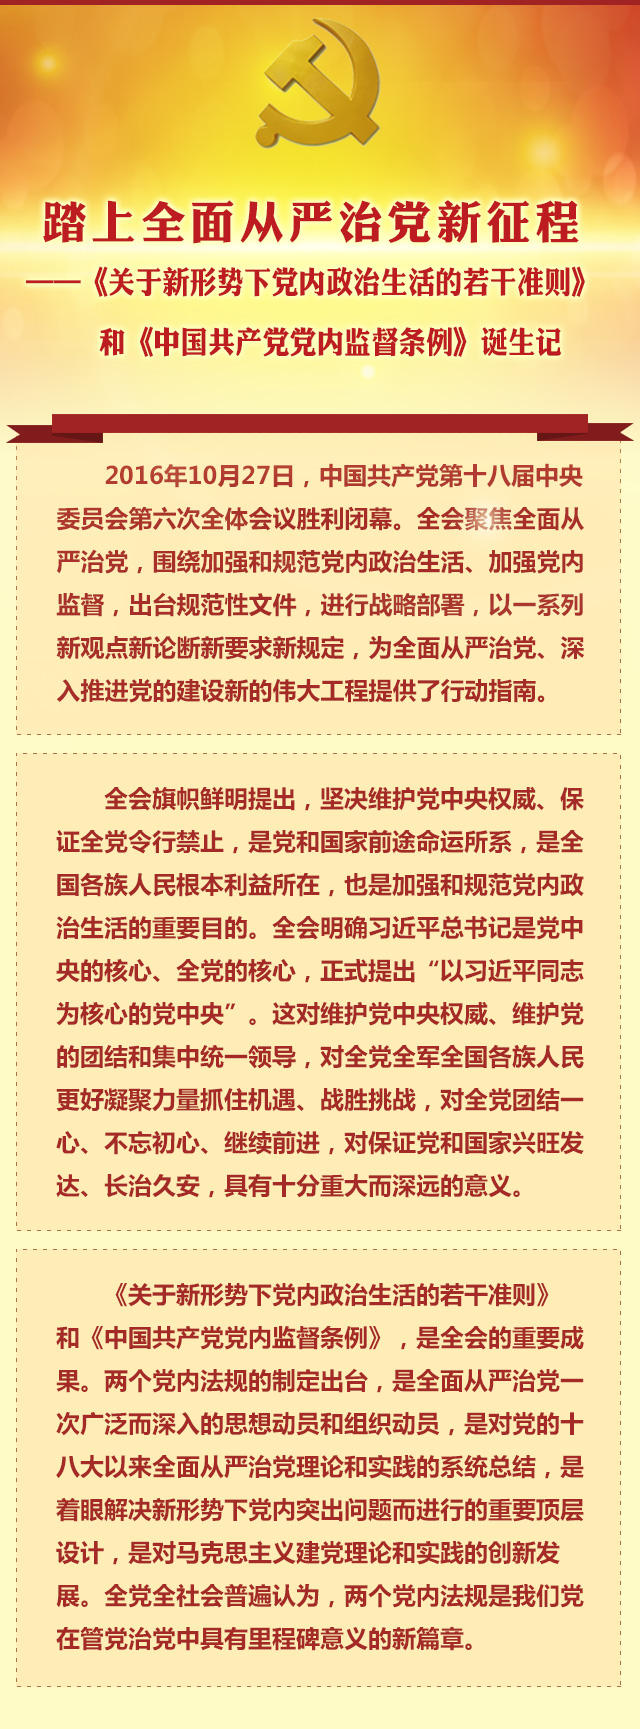 踏上全面从严治党新征程
——《关于新形势下党内政治生活的若干准则》
和《中国共产党党内监督条例》诞生记
2016年10月27日，中国共产党第十八届中央
委员会第六次全体会议胜利闭幕。全会聚焦全面从
严治党，围绕加强和规范党内政治生活、加强党内
监督，出台规范性文件，进行战略部署，以一系列
新观点新论断新要求新规定，为全面从严治党、深
入推进党的建设新的伟大工程提供了行动指南。
全会旗帜鲜明提出，坚决维护党中央权威、保
证全党令行禁止，是党和国家前途命运所系，是全
国各族人民根本利益所在，也是加强和规范党内政
治生活的重要目的。全会明确习近平总书记是党中
央的核心、全党的核心，正式提出“以习近平同志
为核心的党中央”。这对维护党中央权威、维护党
的团结和集中统一领导，对全党全军全国各族人民
更好凝聚力量抓住机遇、战胜挑战，对全党团结一
心、不忘初心、继续前进，对保证党和国家兴旺发
达、长治久安，具有十分重大而深远的意义。
《关于新形势下党内政治生活的若干准则》
和《中国共产党党内监督条例》，是全会的重要成
果。两个党内法规的制定出台，是全面从严治党一
次广泛而深入的思想动员和组织动员，是对党的十
八大以来全面从严治党理论和实践的系统总结，是
着眼解决新形势下党内突出问题而进行的重要顶层
设计，是对马克思主义建党理论和实践的创新发
展。全党全社会普遍认为，两个党内法规是我们党
在管党治党中具有里程碑意义的新篇章。